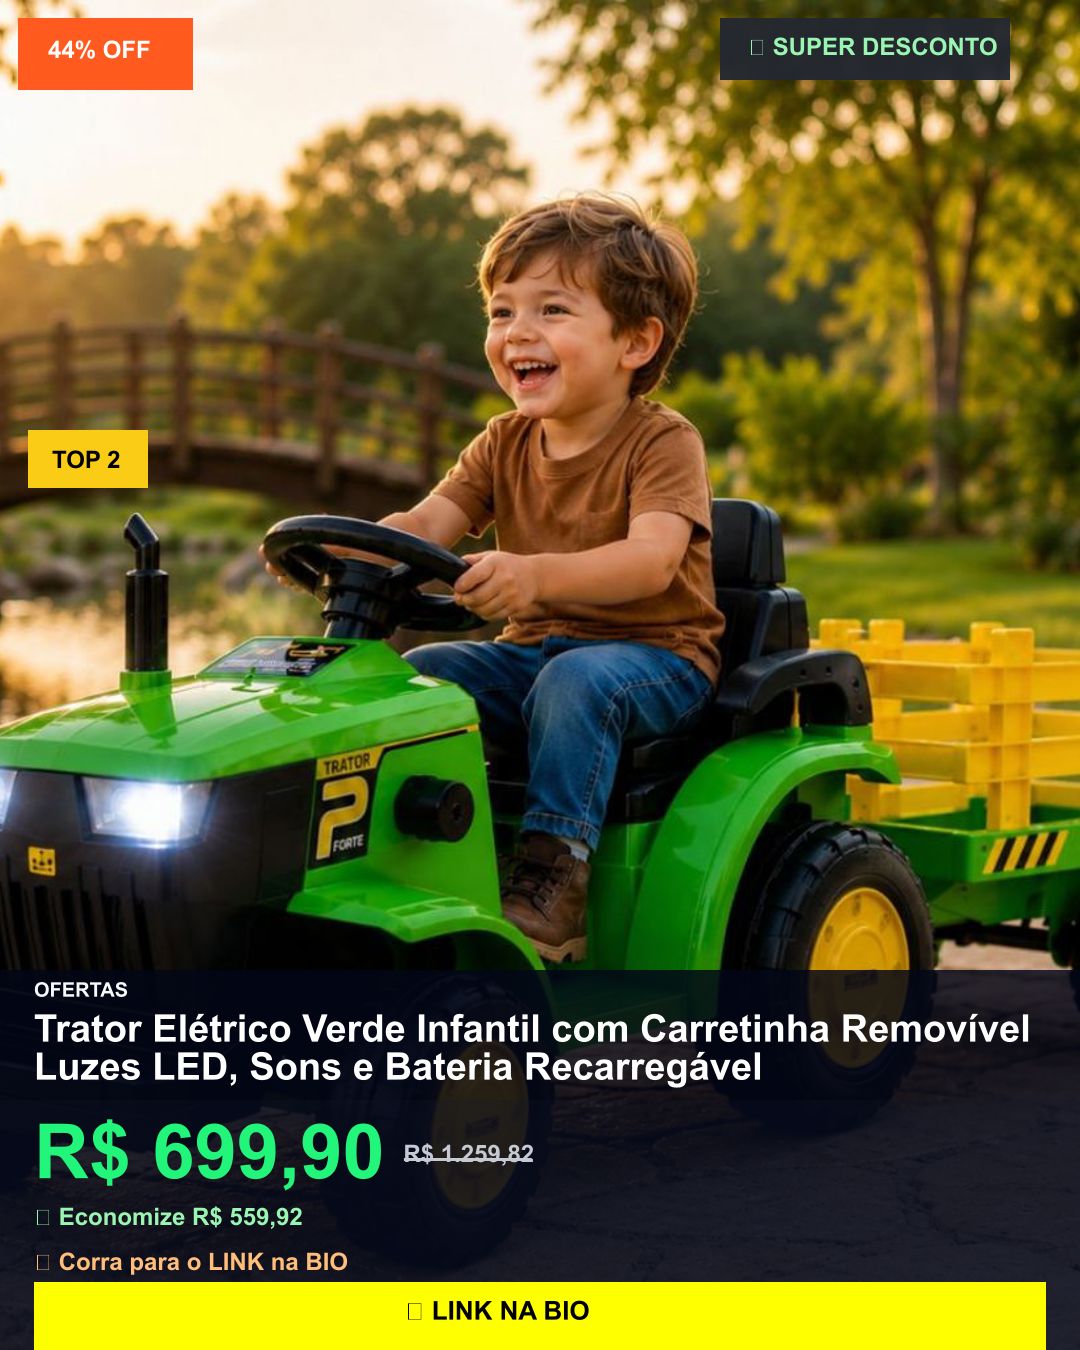 44% OFF
SUPER DESCONTO
TOP 2
TRATOR
P
FORTE
OFERTAS
Trator Elétrico Verde Infantil com Carretinha Removível
Luzes LED, Sons e Bateria Recarregável
R$ 699,90 R$ 1.259,82
Economize R$ 559,92
Corra para o LINK na BIO
LINK NA BIO